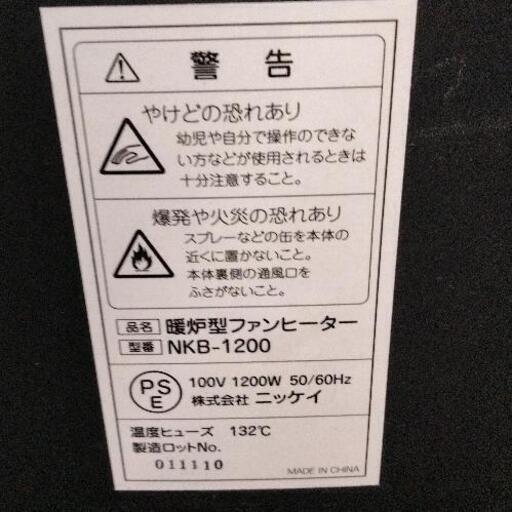 警告
やけどの恐れあり
幼児や自分で操作のできな
い方などが使用されるときは
十分注意すること。
爆発や火災の恐れあり
スプレーなどの缶を本体の
近くに置かないこと。
本体裏側の通風口を
ふさがないこと。
品名 暖炉型ファンヒーター
型番 NKB-1200
PSE 100V 1200W 50/60Hz
株式会社 ニッケイ
温度ヒューズ 132℃
製造ロットNo.
011110
MADE IN CHINA